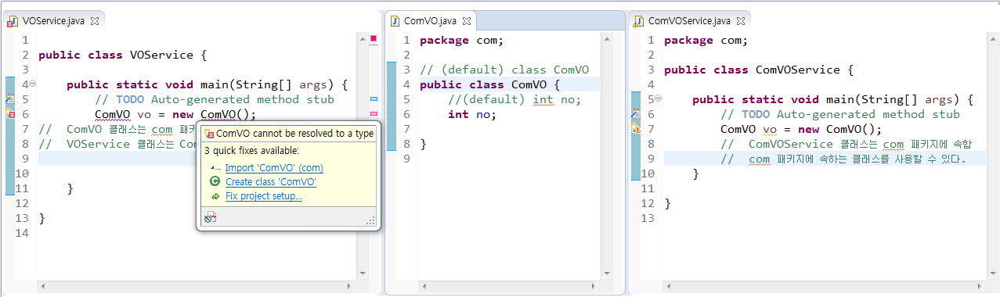 VOService.java
1
2 public class VOService {
3
4 public static void main(String[] args) {
5 // TODO Auto-generated method stub
6 ComVO vo = new ComVO();
7 // ComVO 클래스는 com 패키
8 // VOService 클래스는 Com
9
10
11 }
12
13 }
14
ComVO cannot be resolved to a type
3 quick fixes available:
Import 'ComVO' (com)
Create class 'ComVO'
Fix project setup...
ComVO.java
1 package com;
2
3 // (default) class ComVO
4 public class ComVO {
5 //(default) int no;
6 int no;
7
8 }
9
ComVOService.java
1 package com;
2
3 public class ComVOService {
4
5 public static void main(String[] args) {
6 // TODO Auto-generated method stub
7 ComVO vo = new ComVO();
8 // ComVOService 클래스는 com 패키지에 속함
9 // com 패키지에 속하는 클래스를 사용할 수 있다.
10 }
11
12 }
13